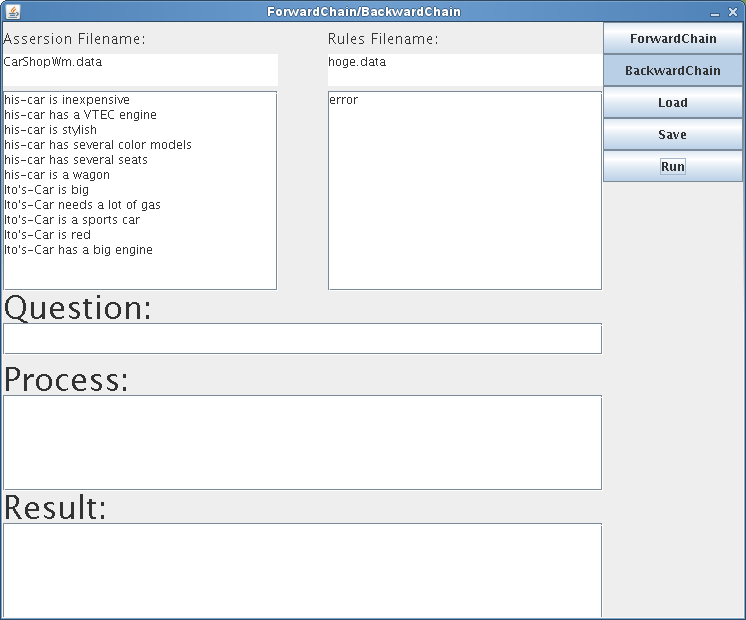 ForwardChain/BackwardChain
Assersion Filename:
Rules Filename:
CarShopWm.data
hoge.data
his-car is inexpensive
his-car has a VTEC engine
his-car is stylish
his-car has several color models
his-car has several seats
his-car is a wagon
Ito's-Car is big
Ito's-Car needs a lot of gas
Ito's-Car is a sports car
Ito's-Car is red
Ito's-Car has a big engine
error
ForwardChain
BackwardChain
Load
Save
Run
Question:
Process:
Result: